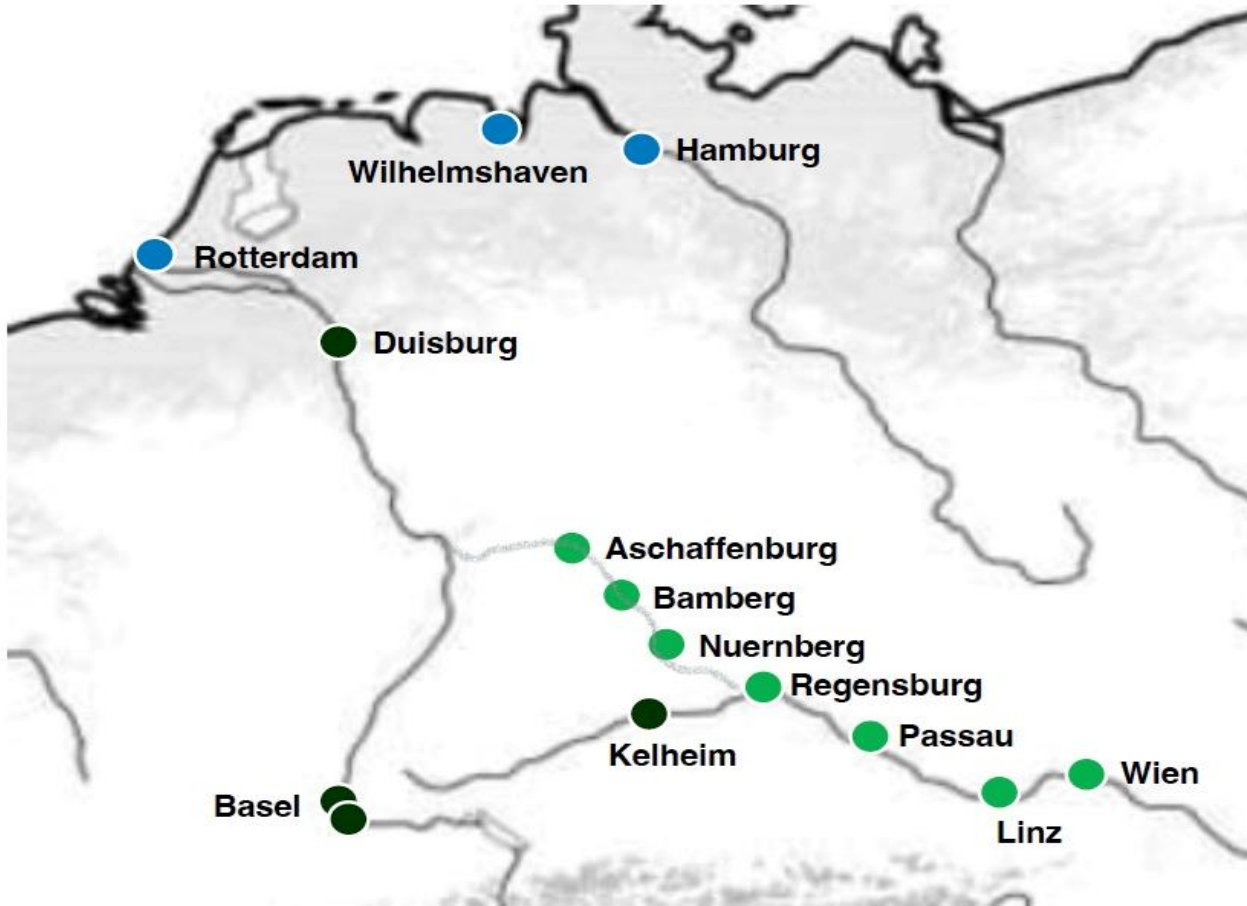 Wilhelmshaven
Hamburg
Rotterdam
Duisburg
Aschaffenburg
Bamberg
Nuernberg
Regensburg
Kelheim
Passau
Basel
Wien
Linz